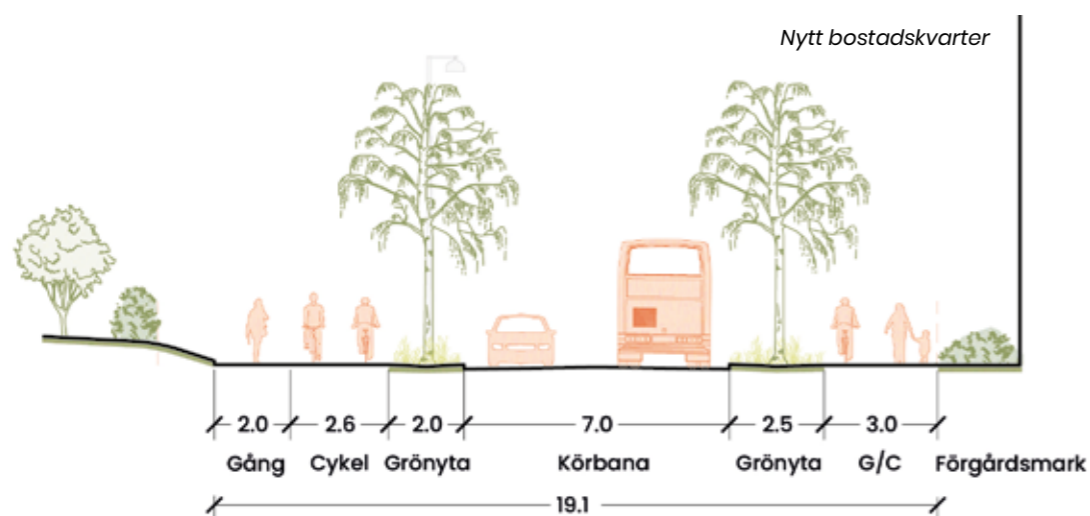 Nytt bostadskvarter
2.0 2.6 2.0 7.0 2.5 3.0
Gång Cykel Grönyta Körbana Grönyta G/C Förgårdsmark
19.1